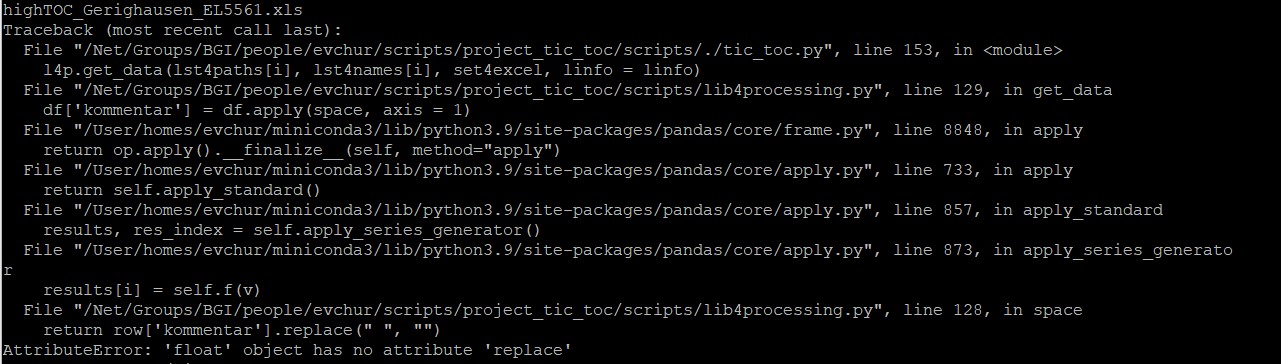 highTOC_Gerighausen_EL5561.xls
Traceback (most recent call last):
  File "/Net/Groups/BGI/people/evchur/scripts/project_tic_toc/scripts/./tic_toc.py", line 153, in <module>
    l4p.get_data(lst4paths[i], lst4names[i], set4excel, linfo = linfo)
  File "/Net/Groups/BGI/people/evchur/scripts/project_tic_toc/scripts/lib4processing.py", line 129, in get_data
    df['kommentar'] = df.apply(space, axis = 1)
  File "/User/homes/evchur/miniconda3/lib/python3.9/site-packages/pandas/core/frame.py", line 8848, in apply
    return op.apply().__finalize__(self, method="apply")
  File "/User/homes/evchur/miniconda3/lib/python3.9/site-packages/pandas/core/apply.py", line 733, in apply
    return self.apply_standard()
  File "/User/homes/evchur/miniconda3/lib/python3.9/site-packages/pandas/core/apply.py", line 857, in apply_standard
    results, res_index = self.apply_series_generator()
  File "/User/homes/evchur/miniconda3/lib/python3.9/site-packages/pandas/core/apply.py", line 873, in apply_series_generato
r
    results[i] = self.f(v)
  File "/Net/Groups/BGI/people/evchur/scripts/project_tic_toc/scripts/lib4processing.py", line 128, in space
    return row['kommentar'].replace(" ", "")
AttributeError: 'float' object has no attribute 'replace'